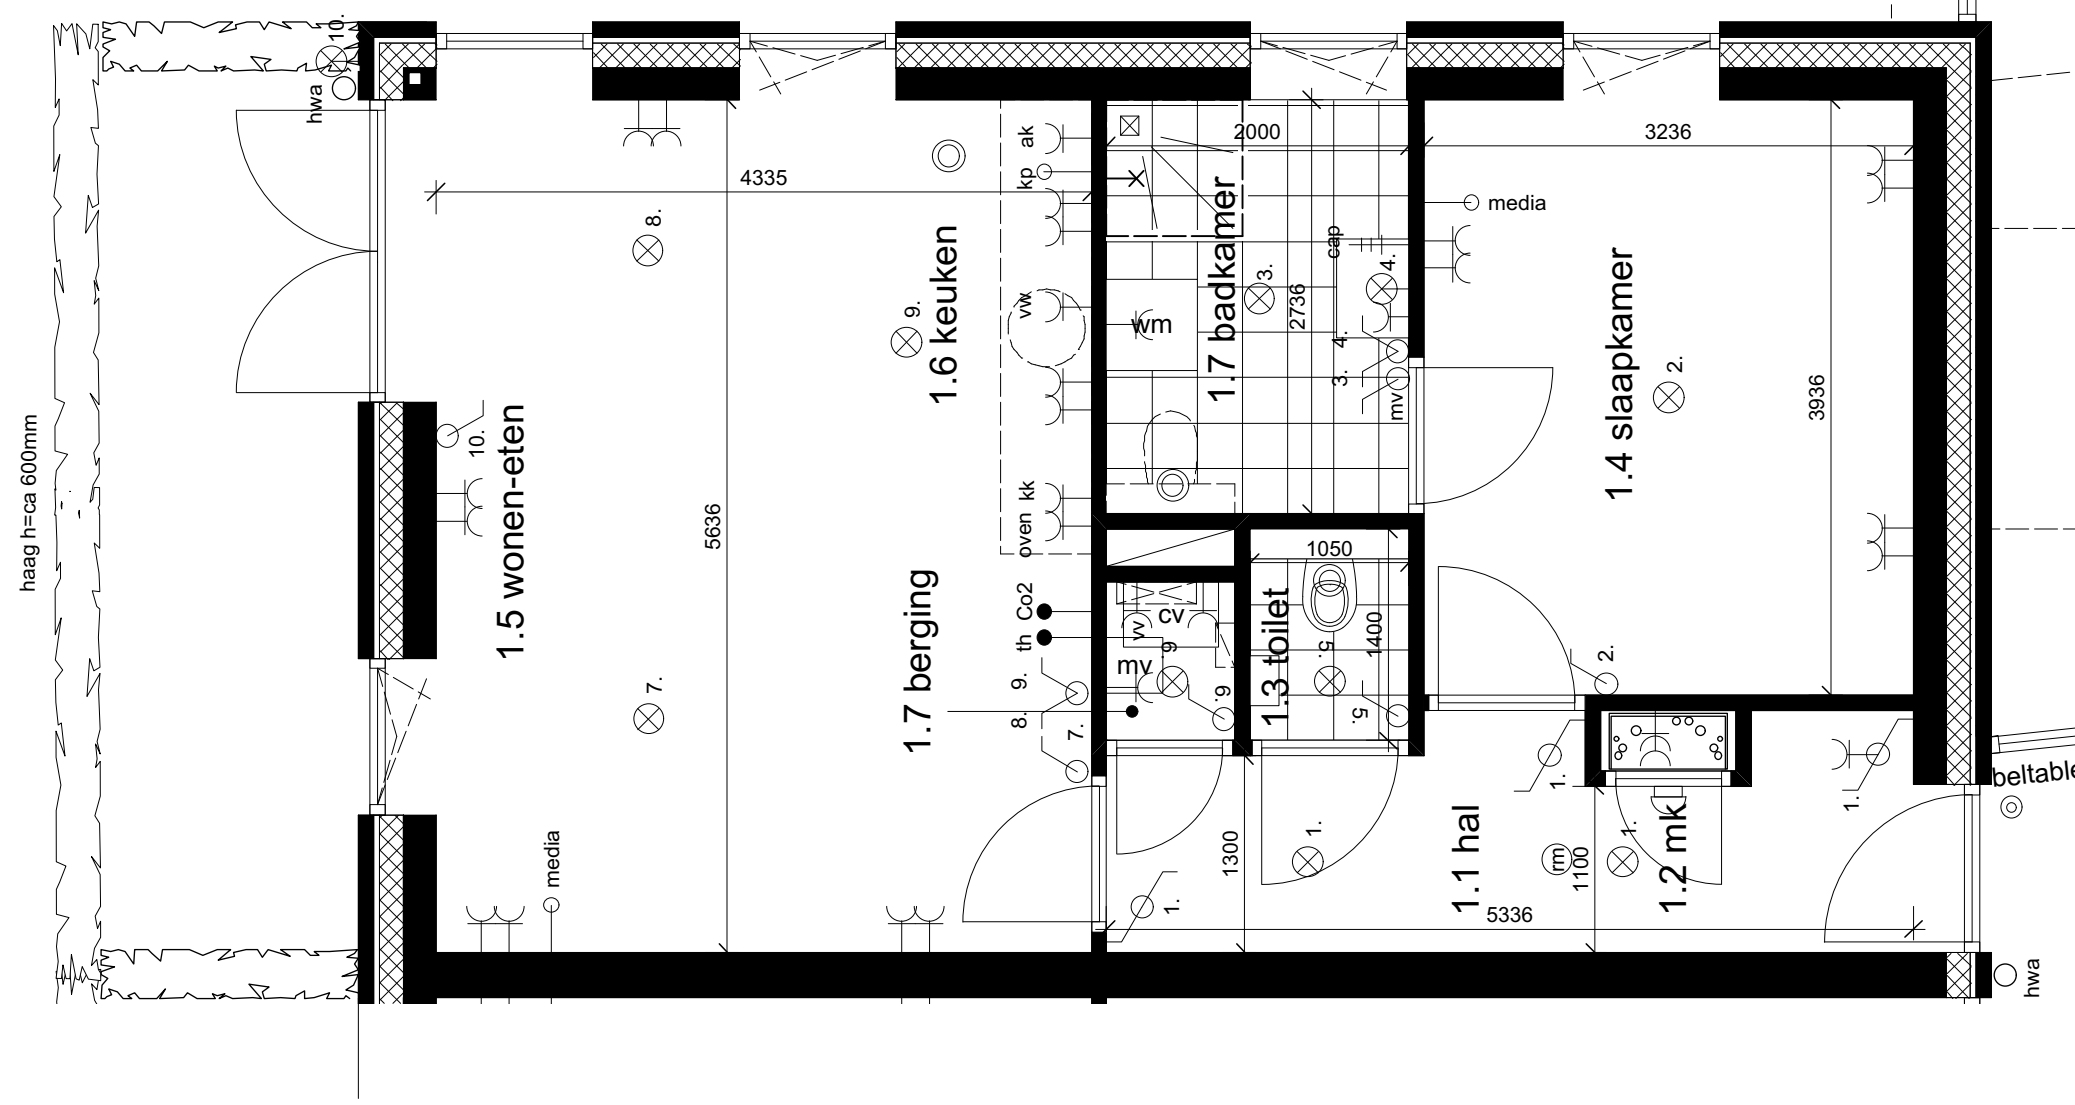 10.
hwa
haag h=ca 600mm
4335
8.
9.
10.
1.5 wonen-eten
5636
7.
media
1.6 keuken
ak
kp
vw
kk
oven
1.7 berging
Co2
th
9.
8.
7.
2000
1.7 badkamer
wm
cap
3.
4.
2736
4.
3.
mv
3236
media
1.4 slaapkamer
2.
3936
2.
1050
1.3 toilet
5.
1400
5.
cv
vv
6.
mv
6.
1.
1300
1.
1.
1.1 hal
rm
1100
1.
1.2 mk
5336
1.
1.
beltable
hwa